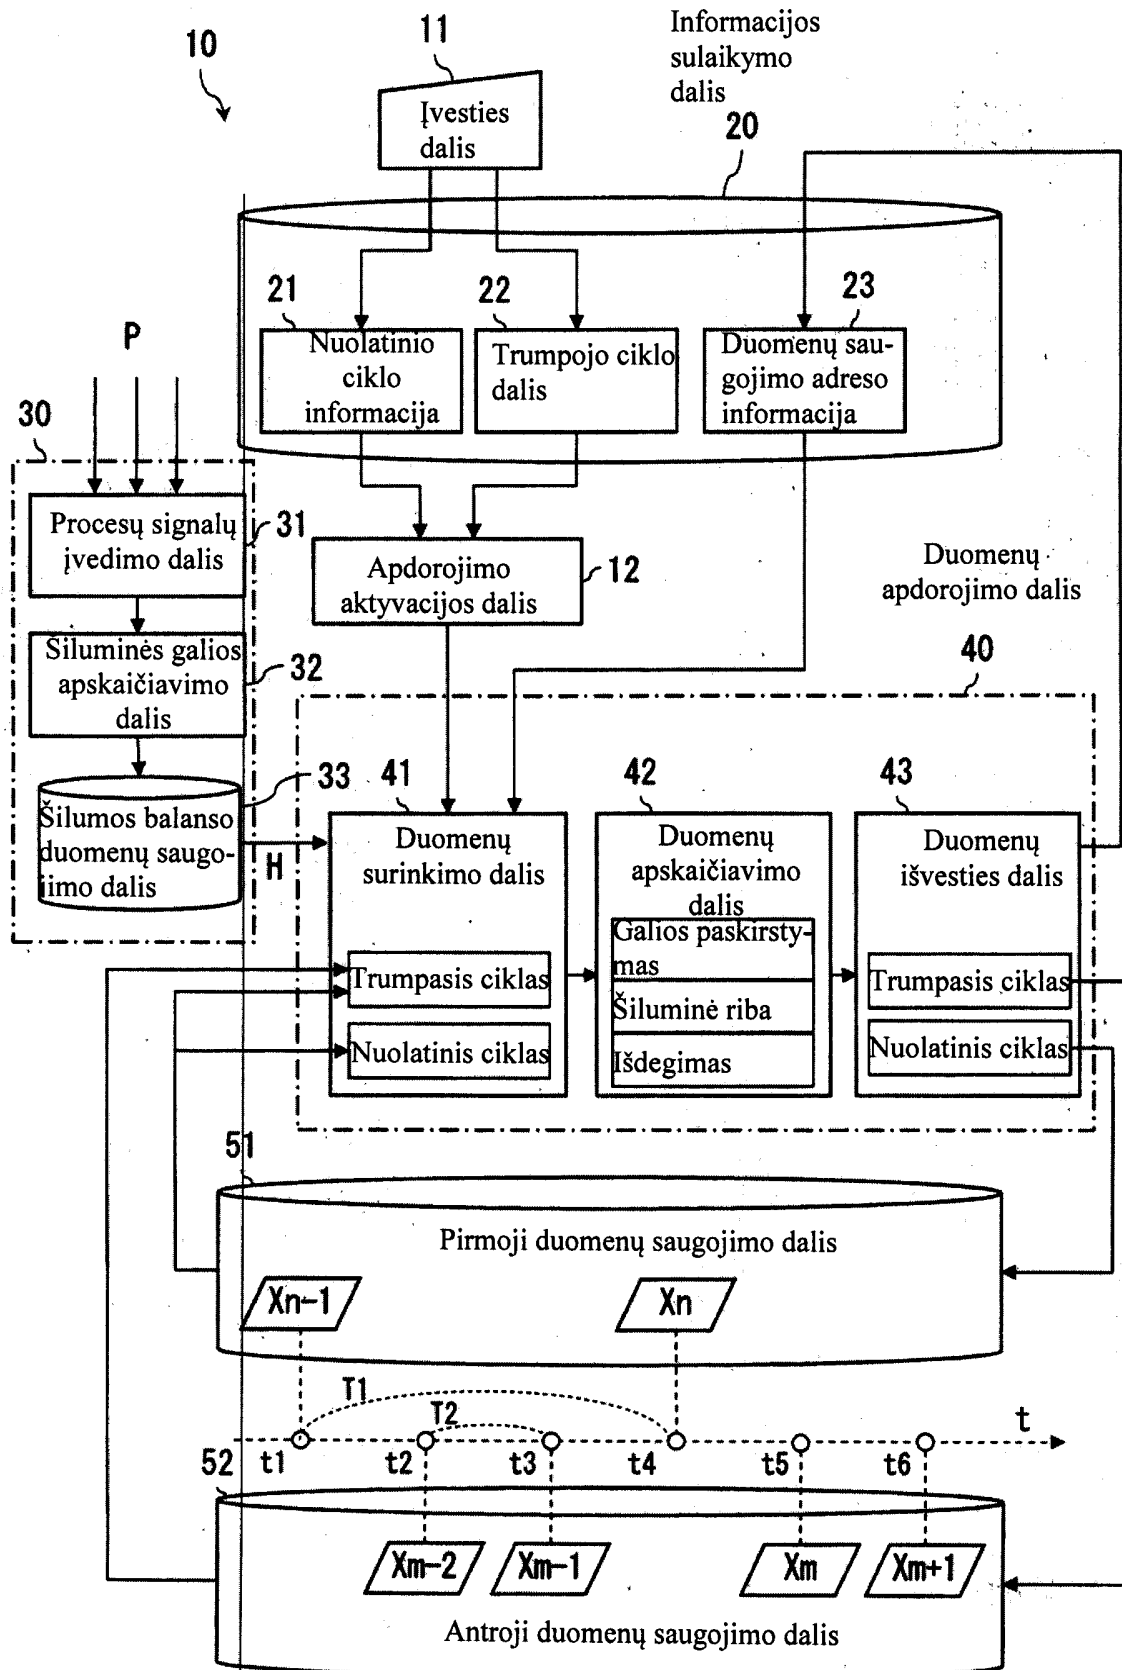 10
11
Įvesties
dalis
Informacijos
sulaikymo
dalis
20
21
Nuolatinio
ciklo
informacija
22
Trumpojo ciklo
dalis
23
Duomenų sau-
gojimo adreso
informacija
P
30
Procesų signalų
įvedimo dalis
31
Šiluminės galios
apskaičiavimo
dalis
32
Šilumos balanso
duomenų saugo-
jimo dalis
33
H
Apdorojimo
aktyvacijos dalis
12
Duomenų
apdorojimo dalis
40
41
Duomenų
surinkimo dalis
Trumpasis ciklas
Nuolatinis ciklas
42
Duomenų
apskaičiavimo
dalis
Galios paskirsty-
mas
Šiluminė riba
Išdegimas
43
Duomenų
išvesties dalis
Trumpasis ciklas
Nuolatinis ciklas
51
Pirmoji duomenų saugojimo dalis
Xn-1
Xn
T1
T2
t
t1
t2
t3
t4
t5
t6
52
Xm-2
Xm-1
Xm
Xm+1
Antroji duomenų saugojimo dalis